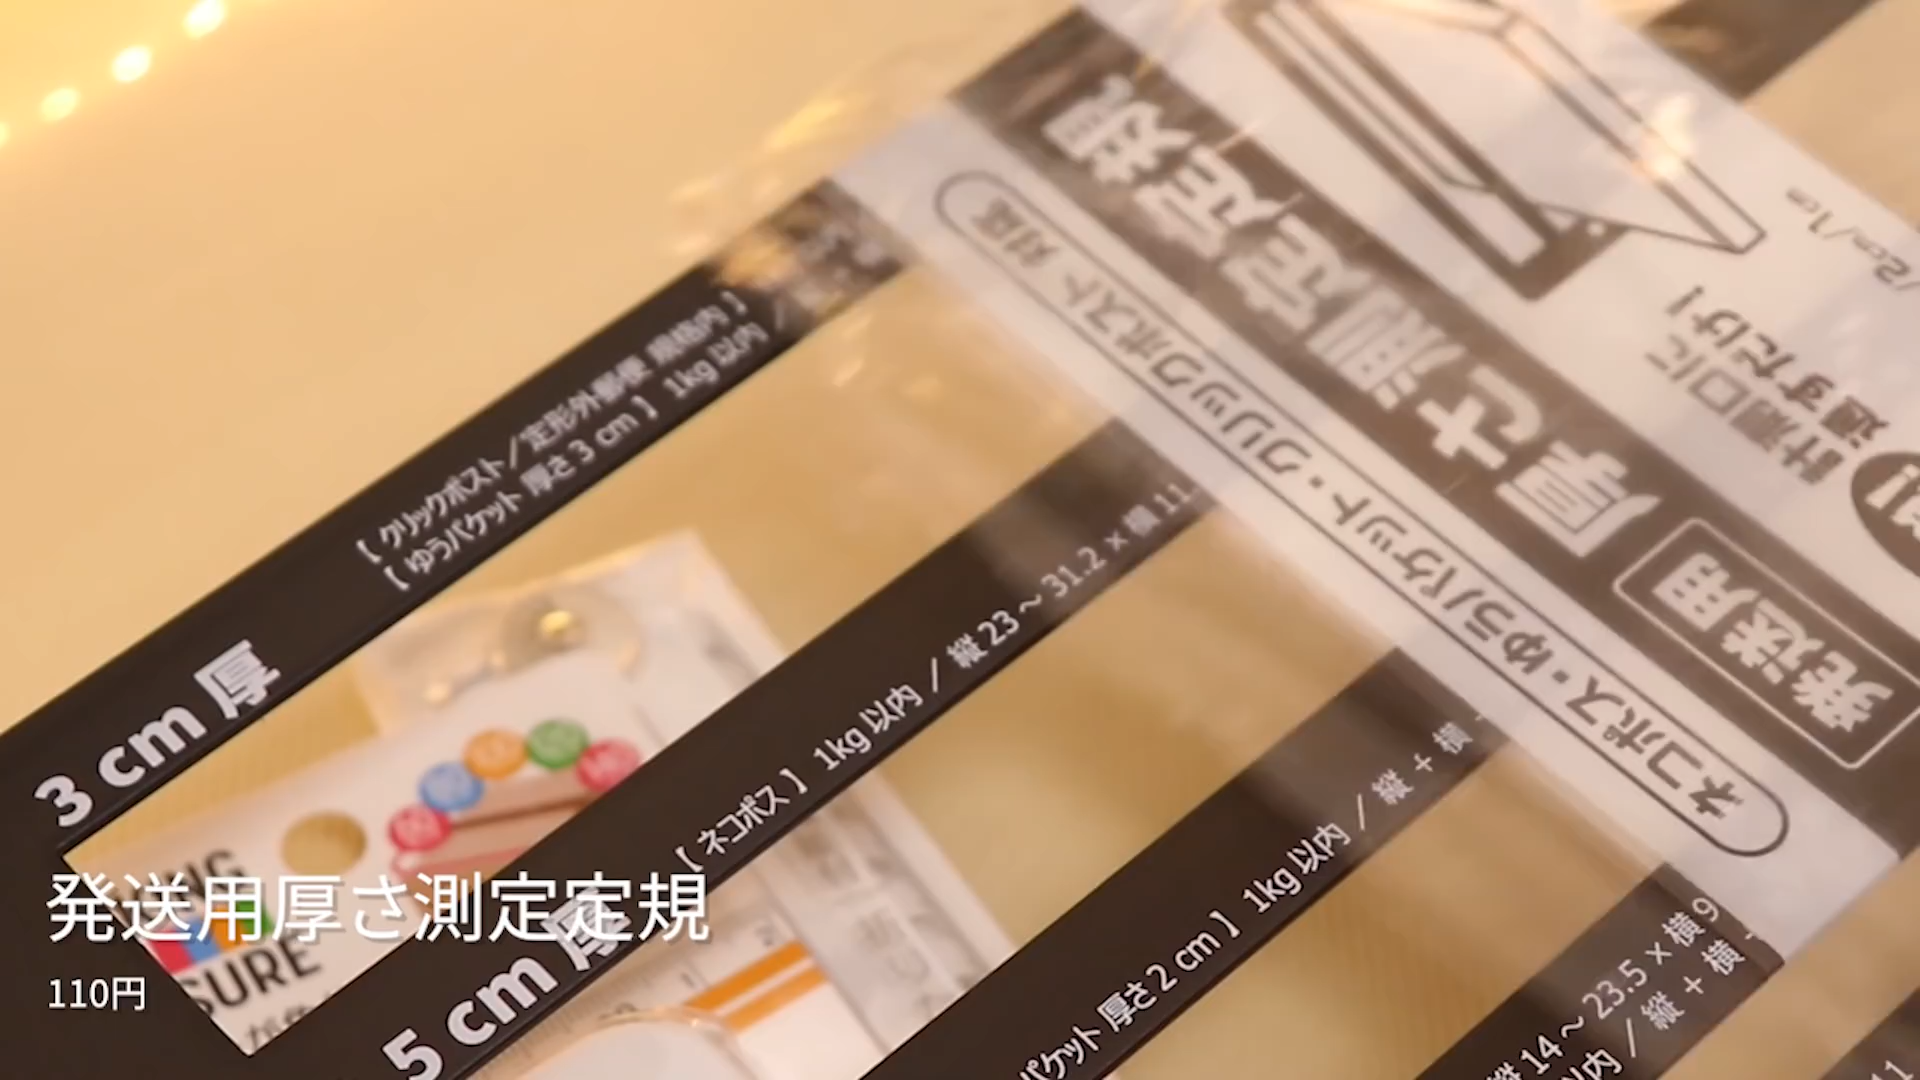 3 cm 厚
【 クリックポスト／定形外郵便 規格内 】
【 ゆうパケット 厚さ 3 cm 】 1kg 以内 /
5 cm 厚
【 ネコポス 】 1kg 以内 / 縦 23 ～ 31.2 × 横 11.
パケット 厚さ 2 cm 】 1kg 以内 / 縦 + 横
縦 14 ～ 23.5 × 横 9
以内 / 縦 + 横
発送用
厚さ測定定規
ネコポス・ゆうパケット・クリックポスト 対応
計測口に
通すだけ！
/2cm/1cm
SURE
発送用厚さ測定定規
110円